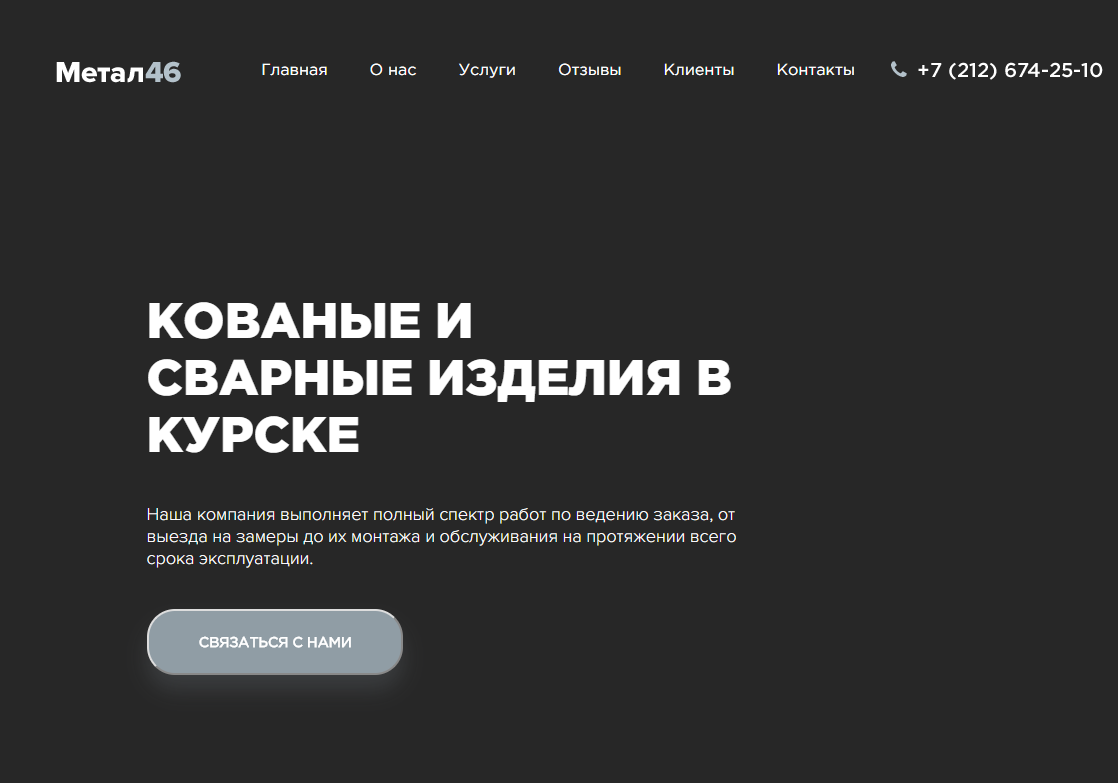 Метал46
Главная О нас Услуги Отзывы Клиенты Контакты +7 (212) 674-25-10
КОВАНЫЕ И
СВАРНЫЕ ИЗДЕЛИЯ В
КУРСКЕ
Наша компания выполняет полный спектр работ по ведению заказа, от
выезда на замеры до их монтажа и обслуживания на протяжении всего
срока эксплуатации.
СВЯЗАТЬСЯ С НАМИ